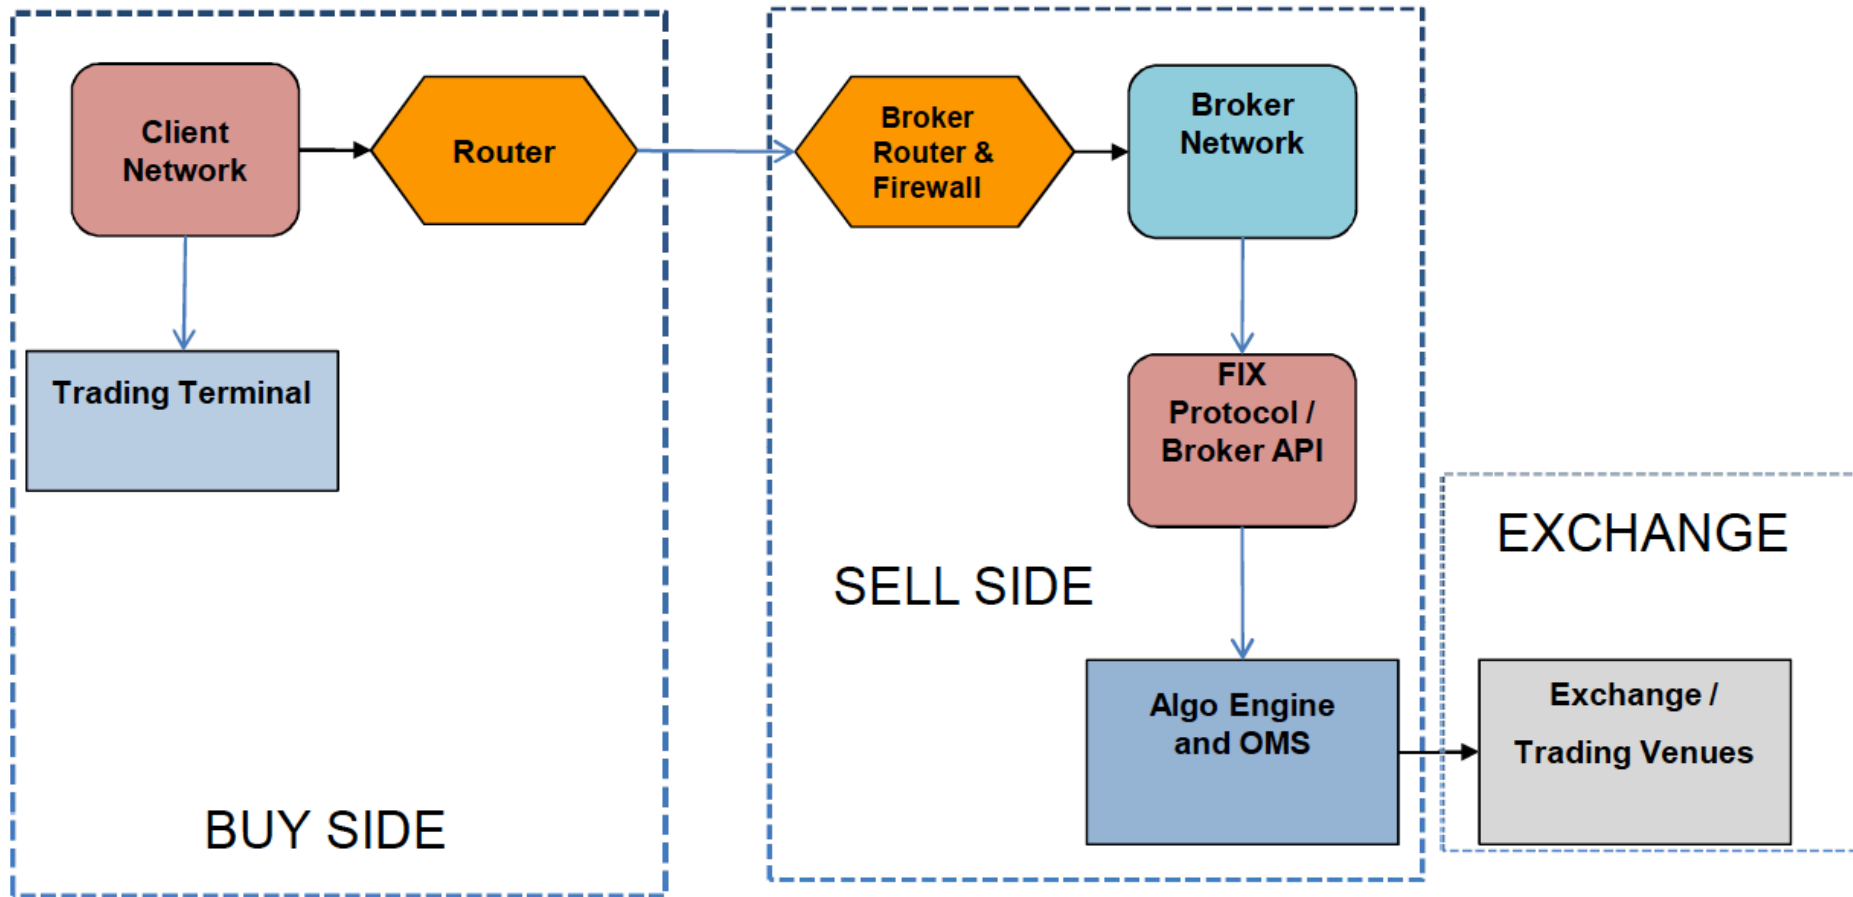 Client
Network
Router
Trading Terminal
BUY SIDE
Broker
Router &
Firewall
Broker
Network
FIX
Protocol /
Broker API
SELL SIDE
Algo Engine
and OMS
EXCHANGE
Exchange /
Trading Venues